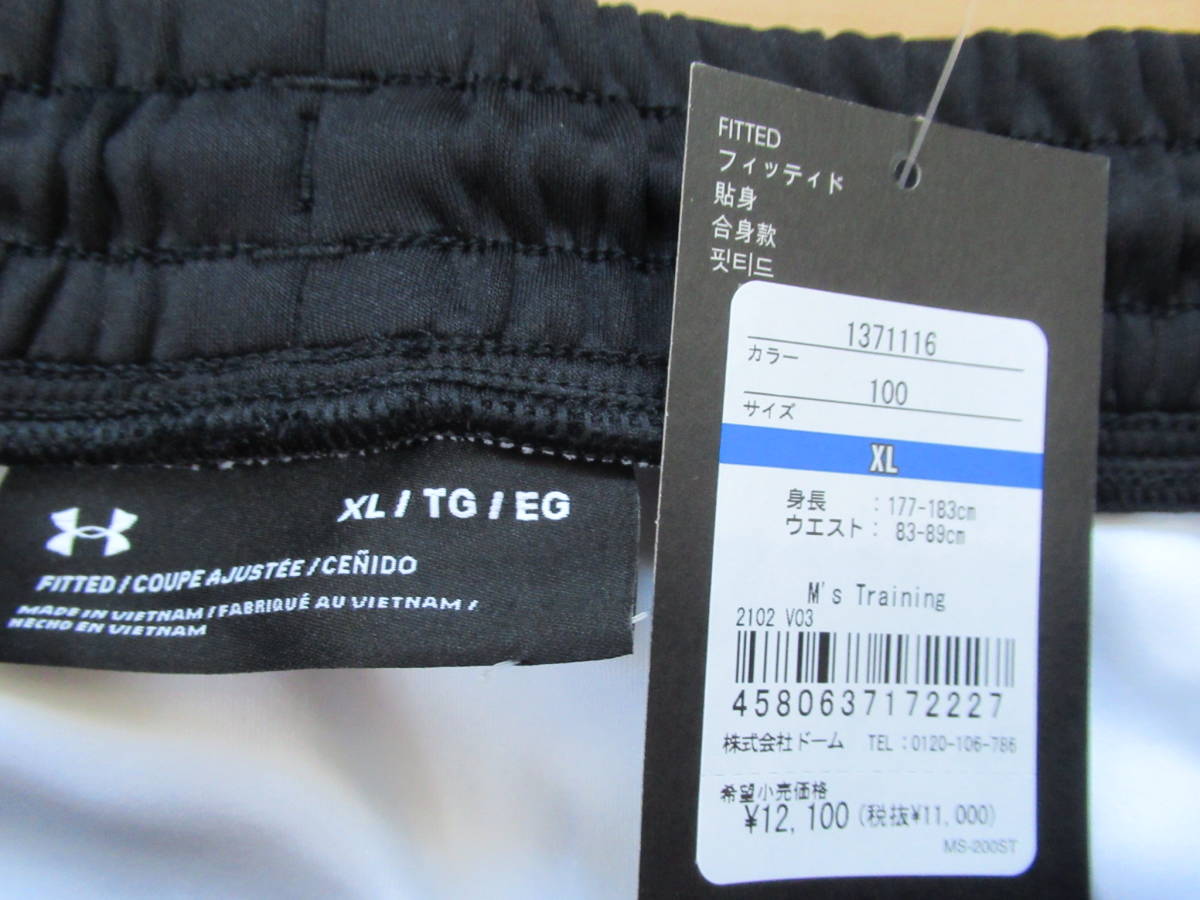 XL / TG / EG
FITTED / COUPE AJUSTÉE / CEÑIDO
MADE IN VIETNAM / FABRIQUÉ AU VIETNAM /
HECHO EN VIETNAM
FITTED
フィッティド
貼身
合身款
핏티드
1371116
カラー
100
サイズ
XL
身長 : 177-183cm
ウエスト : 83-89cm
M's Training
2102 V03
4580637172227
株式会社ドーム TEL : 0120-106-786
希望小売価格
¥12,100 (税抜¥11,000)
MS-200ST